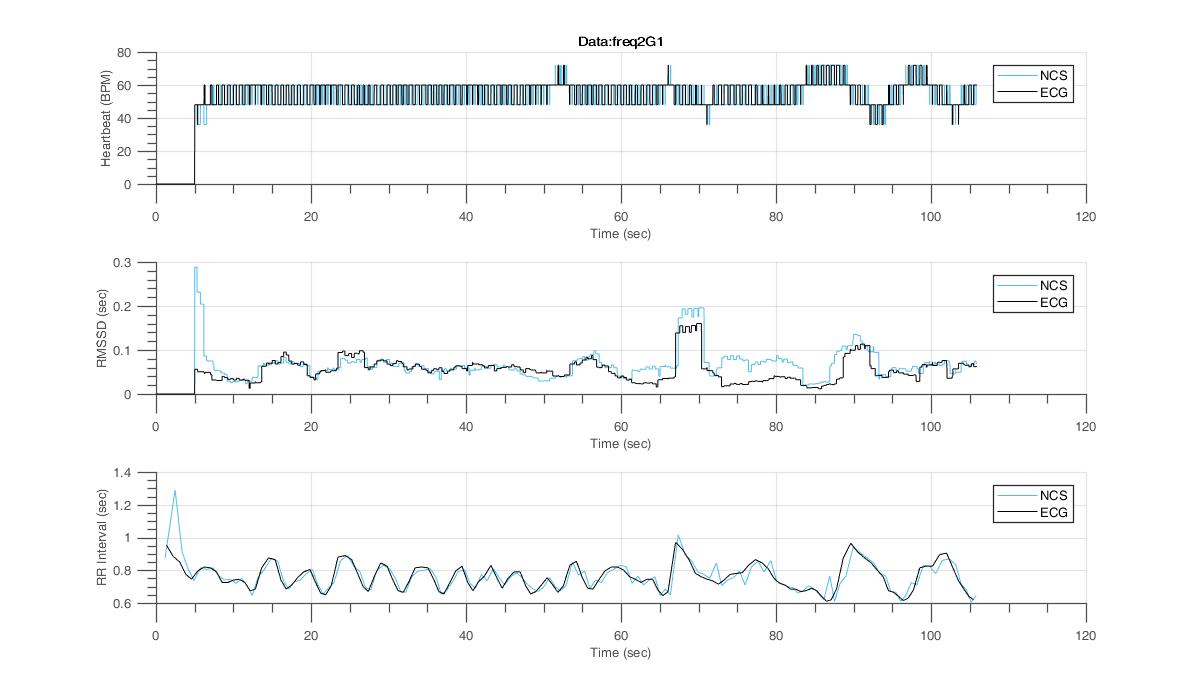 Data:freq2G1
80
60
40
20
0
Heartbeat (BPM)
NCS
ECG
0 20 40 60 80 100 120
Time (sec)
0.3
0.2
0.1
0
RMSSD (sec)
NCS
ECG
0 20 40 60 80 100 120
Time (sec)
1.4
1.2
1
0.8
0.6
RR Interval (sec)
NCS
ECG
0 20 40 60 80 100 120
Time (sec)